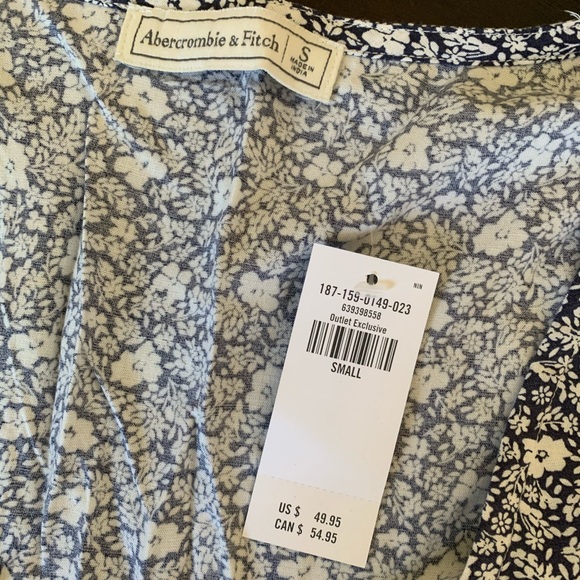 Abercrombie & Fitch
S
MADE IN
INDIA
NIN
187-159-0149-023
639398558
Outlet Exclusive
SMALL
US $ 49.95
CAN $ 54.95